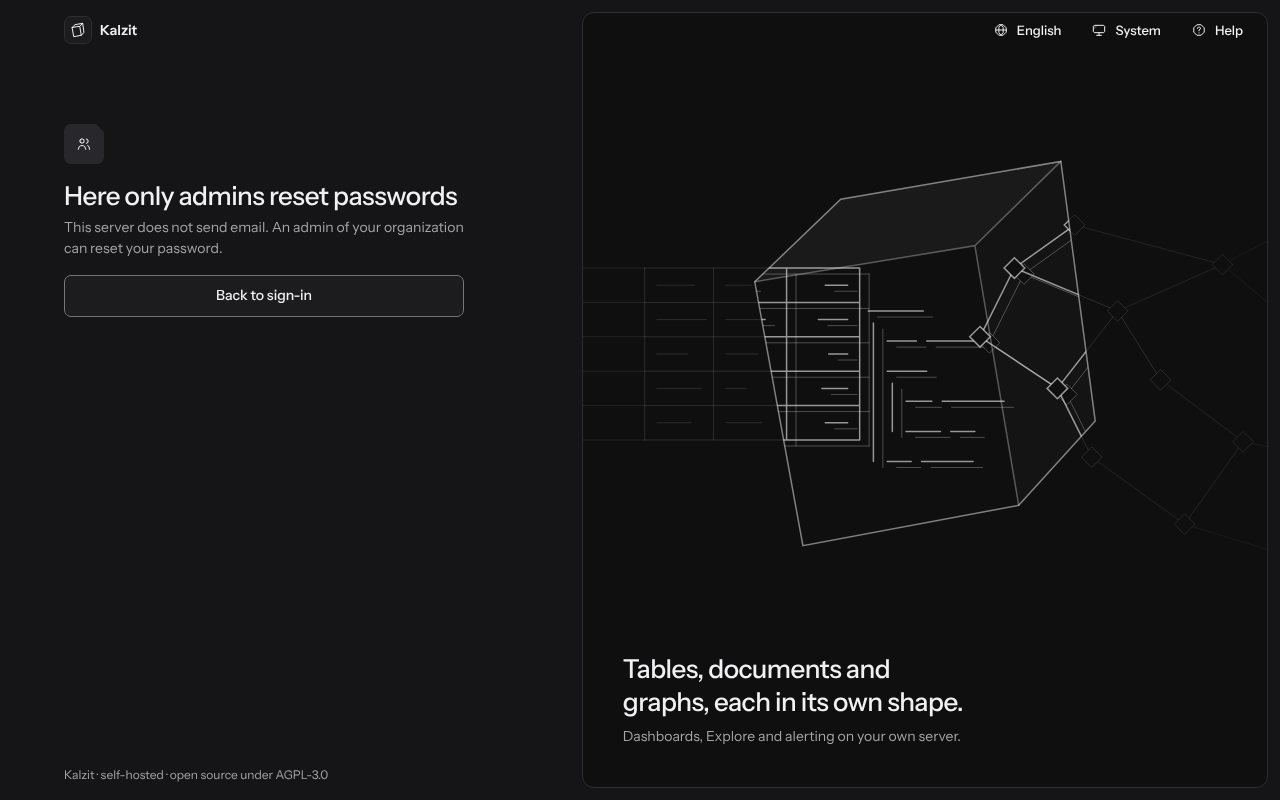 Kalzit
English
System
Help
Here only admins reset passwords
This server does not send email. An admin of your organization
can reset your password.
Back to sign-in
Tables, documents and
graphs, each in its own shape.
Dashboards, Explore and alerting on your own server.
Kalzit · self-hosted · open source under AGPL-3.0